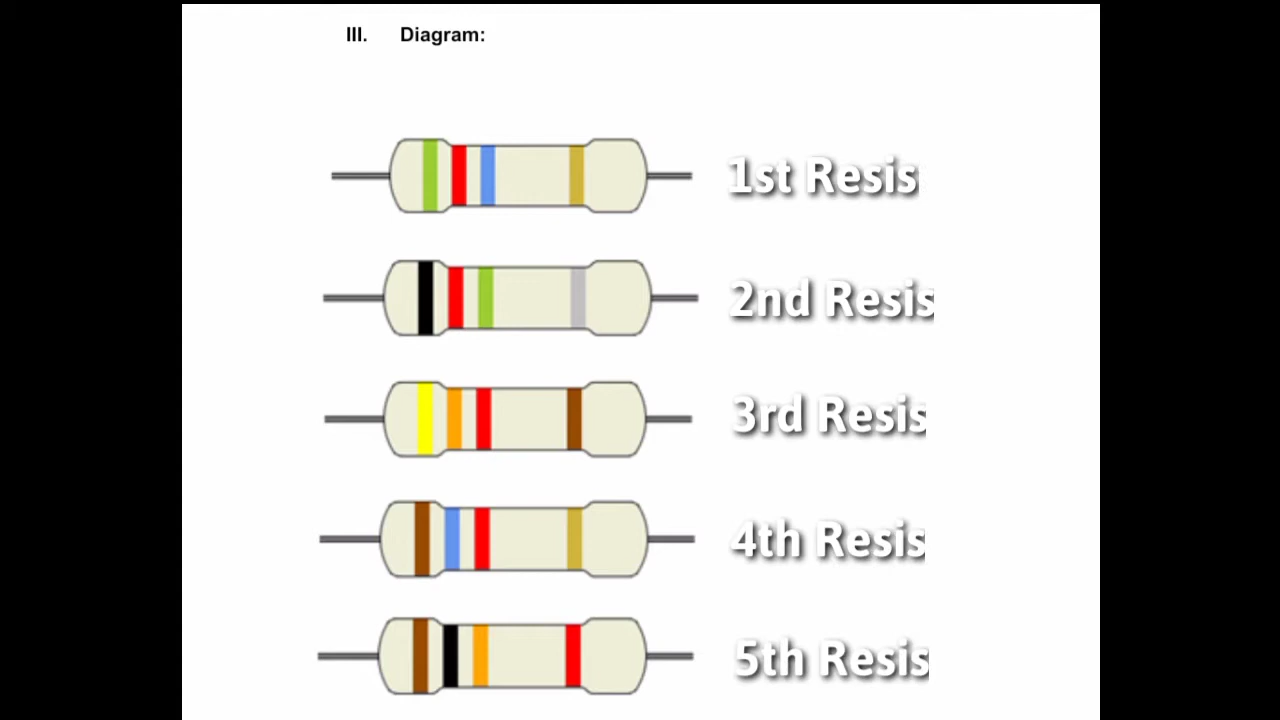 III. Diagram:
1st Resis
2nd Resis
3rd Resis
4th Resis
5th Resis